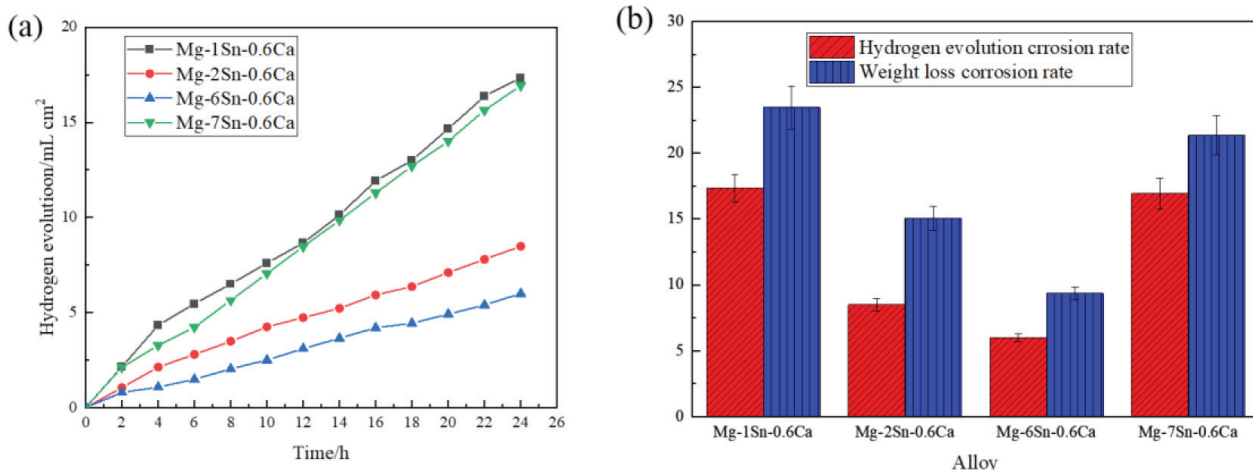 (a)
Hydrogen evolutioon/mL cm²
20
15
10
5
0
Mg-1Sn-0.6Ca
Mg-2Sn-0.6Ca
Mg-6Sn-0.6Ca
Mg-7Sn-0.6Ca
0 2 4 6 8 10 12 14 16 18 20 22 24 26
Time/h
(b)
30
25
20
15
10
5
0
Hydrogen evolution crrosion rate
Weight loss corrosion rate
Mg-1Sn-0.6Ca Mg-2Sn-0.6Ca Mg-6Sn-0.6Ca Mg-7Sn-0.6Ca
Alloy